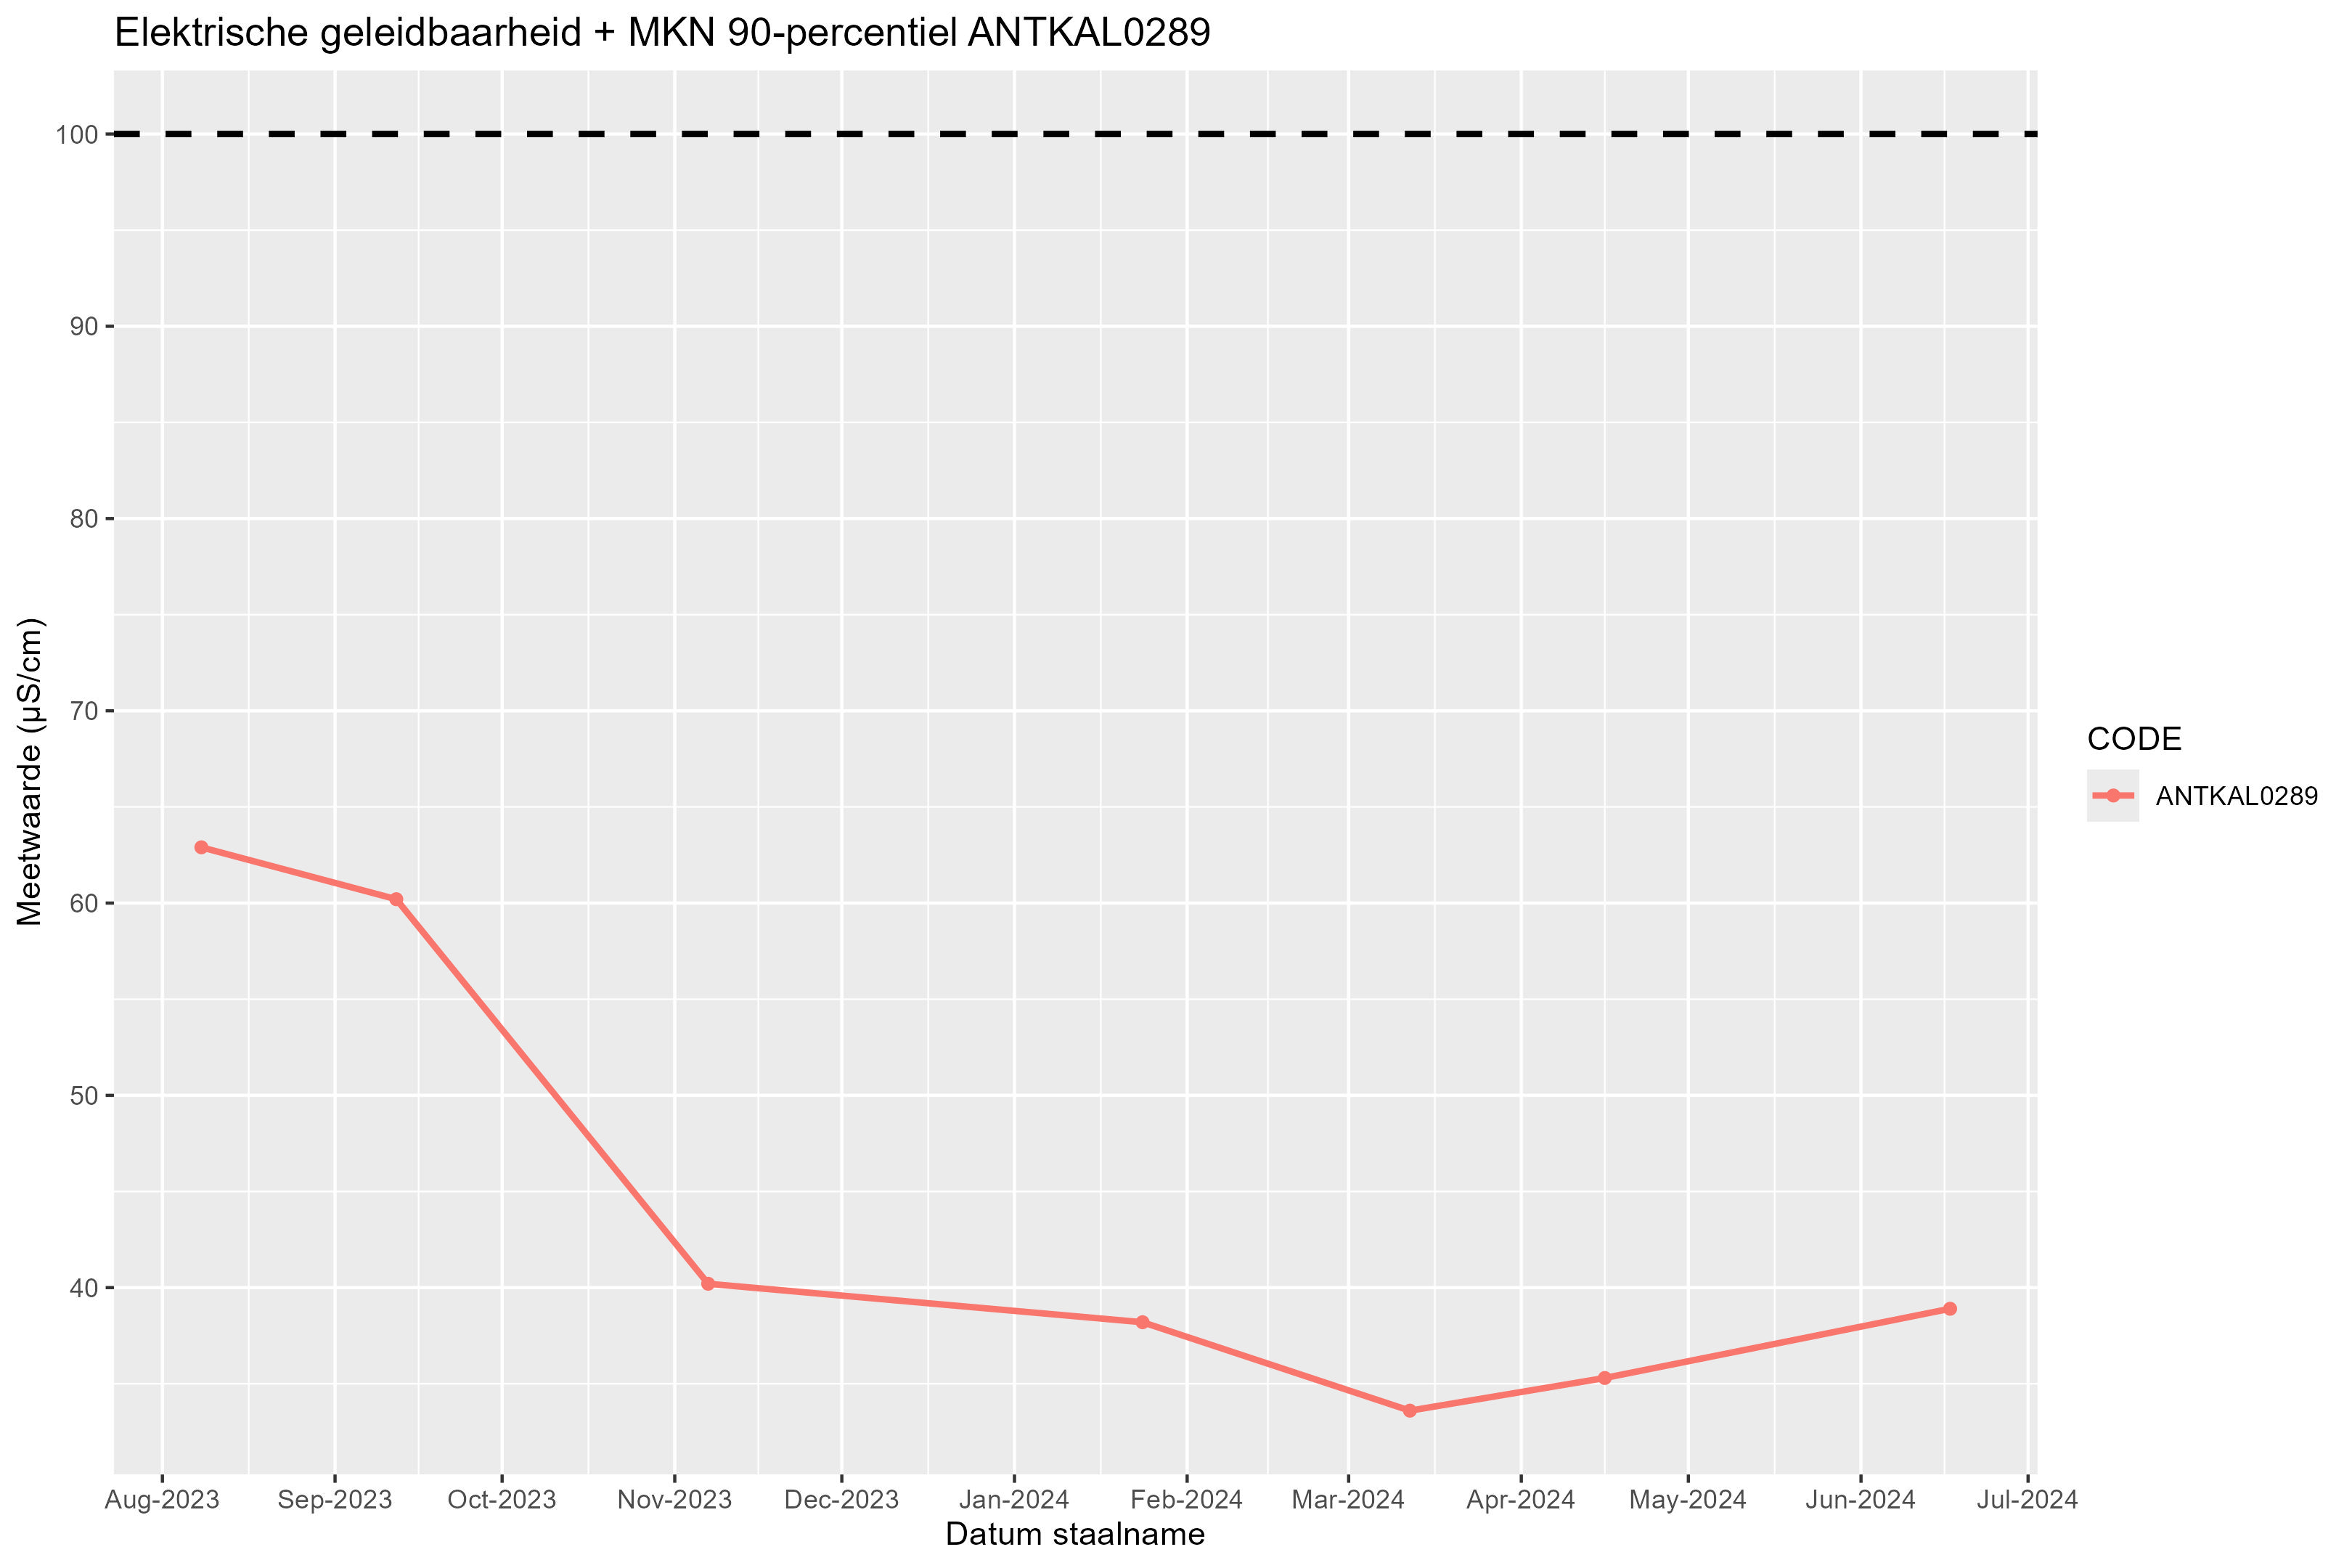 Elektrische geleidbaarheid + MKN 90-percentiel ANTKAL0289
Meetwaarde (µS/cm)
100
90
80
70
60
50
40
Aug-2023 Sep-2023 Oct-2023 Nov-2023 Dec-2023 Jan-2024 Feb-2024 Mar-2024 Apr-2024 May-2024 Jun-2024 Jul-2024
Datum staalname
CODE
ANTKAL0289